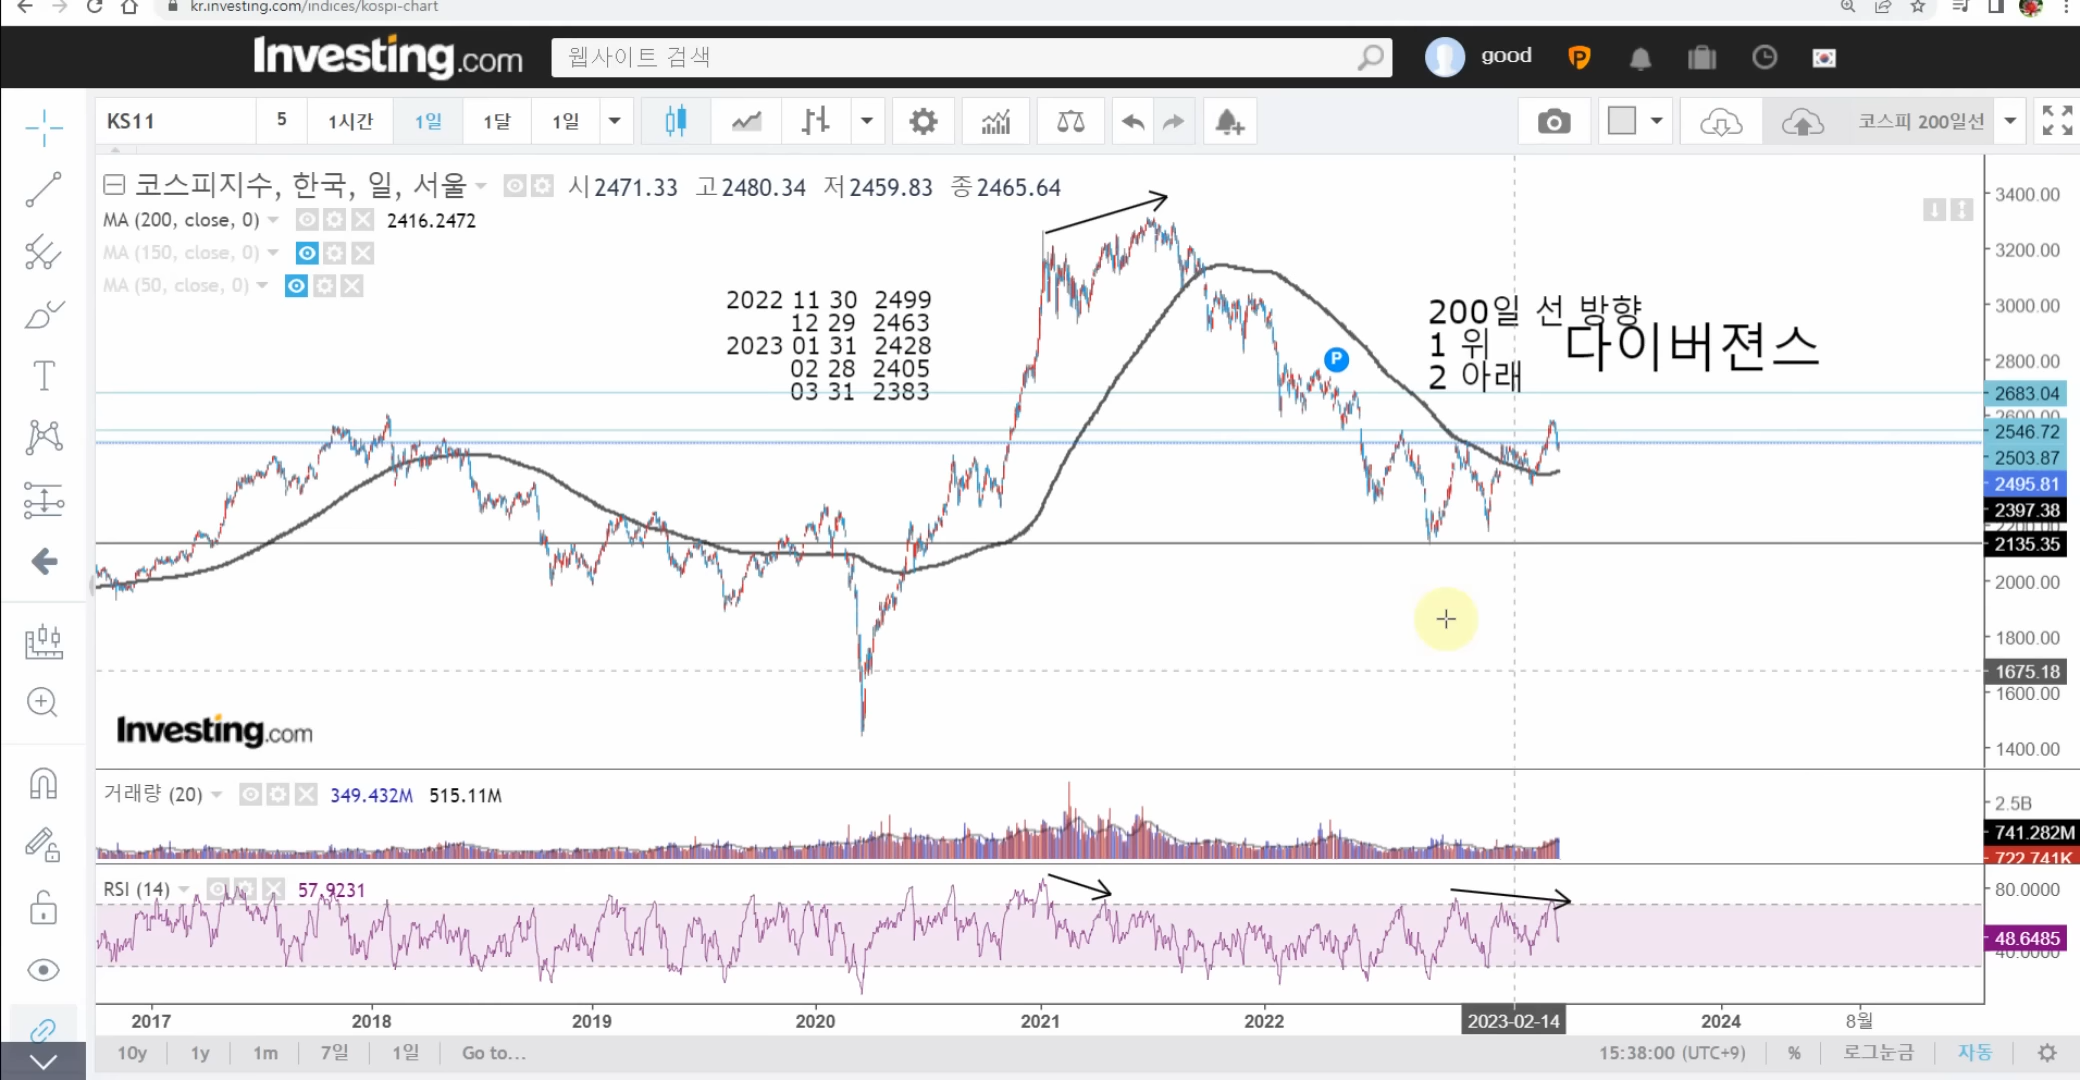 kr.investing.com/indices/kospi-chart
Investing.com
웹사이트 검색
good
KS11 5 1시간 1일 1달 1일
코스피 200일선
코스피지수, 한국, 일, 서울 시2471.33 고2480.34 저2459.83 종2465.64
MA (200, close, 0) 2416.2472
MA (150, close, 0)
MA (50, close, 0)
2022 11 30 2499
12 29 2463
2023 01 31 2428
02 28 2405
03 31 2383
200일 선 방향
1 위
2 아래
다이버젼스
P
3400.00
3200.00
3000.00
2800.00
2683.04
2600.00
2546.72
2503.87
2495.81
2397.38
2200.00
2135.35
2000.00
1800.00
1675.18
1600.00
1400.00
Investing.com
거래량 (20) 349.432M 515.11M
2.5B
741.282M
722.741K
RSI (14) 57.9231
80.0000
48.6485
40.0000
2017 2018 2019 2020 2021 2022 2023-02-14 2024 8월
10y 1y 1m 7일 1일 Go to...
15:38:00 (UTC+9) % 로그눈금 자동